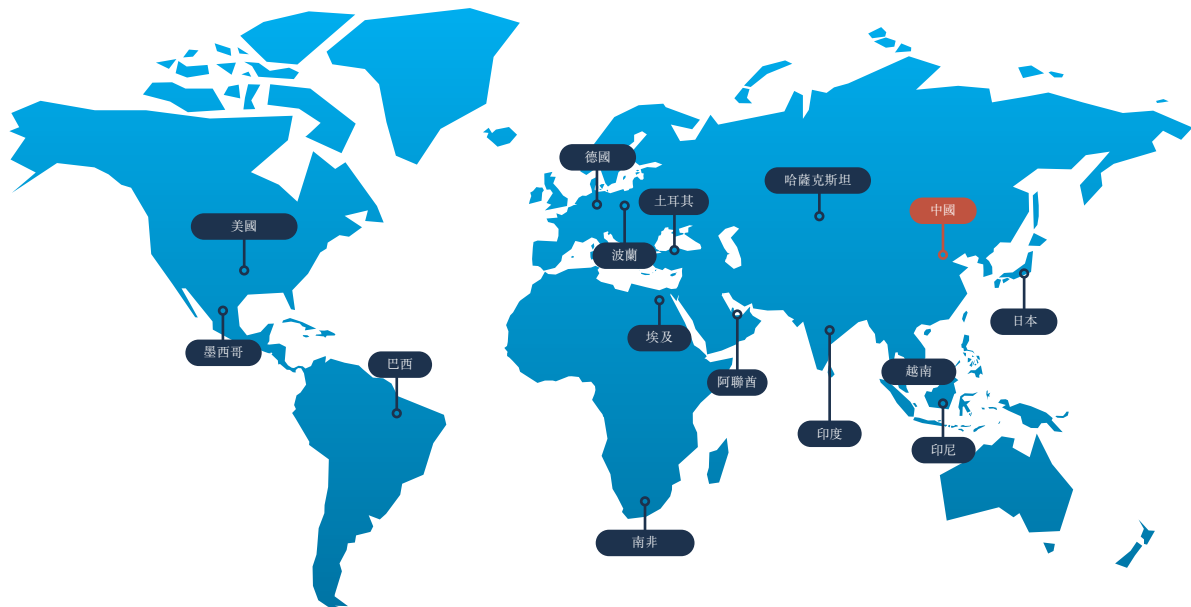 德國
哈薩克斯坦
土耳其
中國
美國
波蘭
日本
埃及
墨西哥
巴西
越南
阿聯酋
印度
印尼
南非